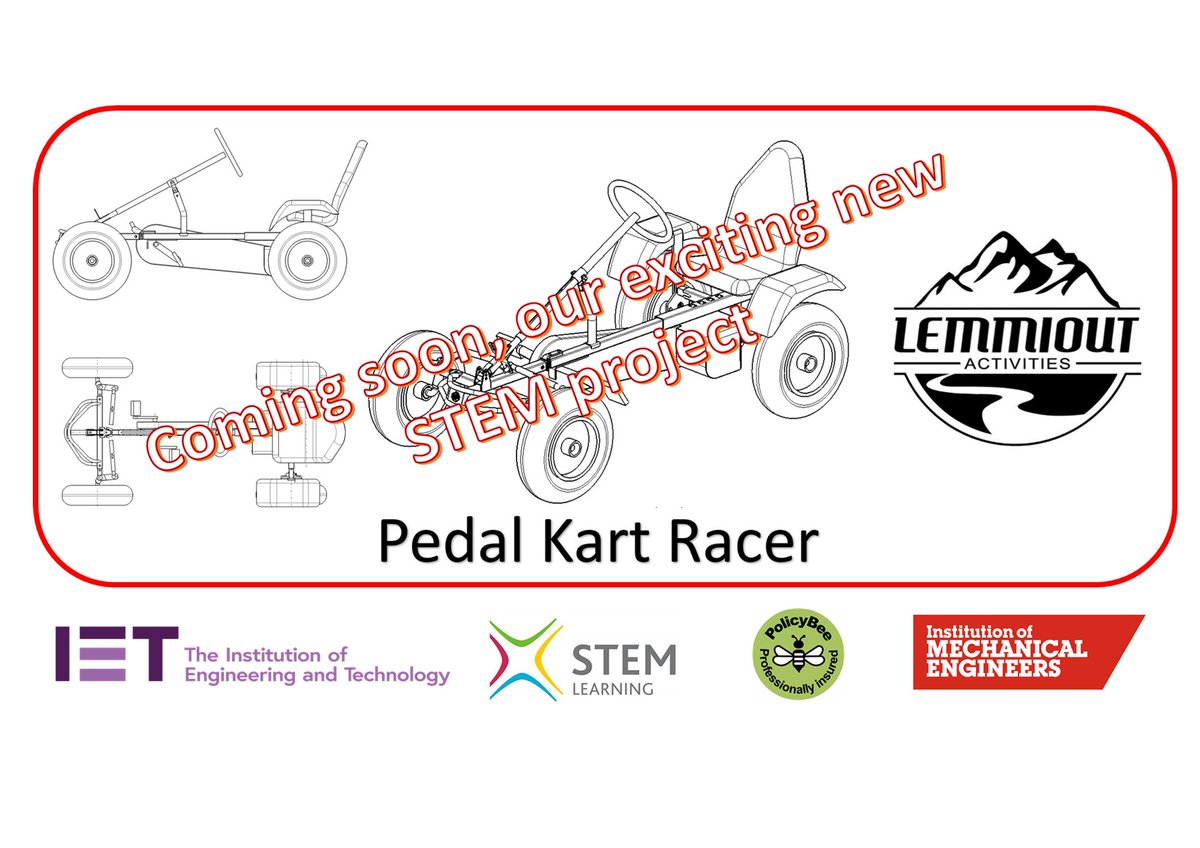 Coming soon, our exciting new
STEM project
LEMMIOUT
ACTIVITIES
Pedal Kart Racer
IET
The Institution of
Engineering and Technology
STEM
LEARNING
PolicyBee
Professionally insured
Institution of
MECHANICAL
ENGINEERS